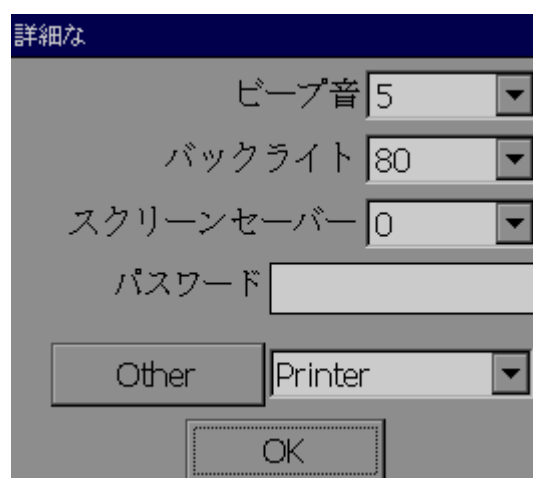 詳細な
ビープ音 5
バックライト 80
スクリーンセーバー 0
パスワード
Other Printer
OK